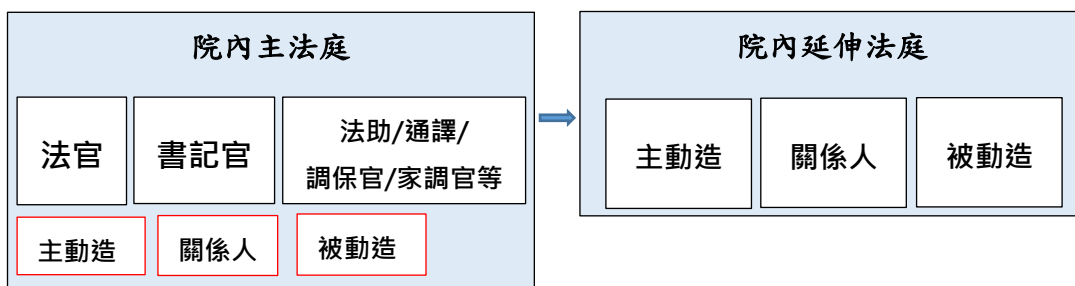 院內主法庭
法官
書記官
法助/通譯/
調保官/家調官等
主動造
關係人
被動造
院內延伸法庭
主動造
關係人
被動造